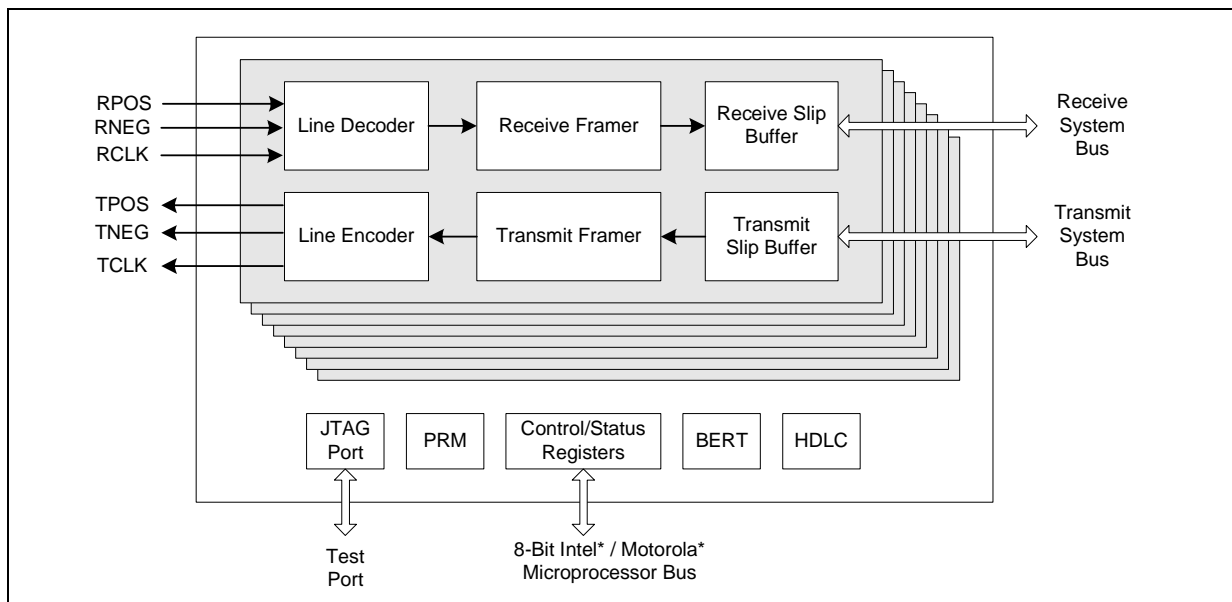 RPOS
RNEG
RCLK
Line Decoder
Receive Framer
Receive Slip
Buffer
Receive
System
Bus
TPOS
TNEG
TCLK
Line Encoder
Transmit Framer
Transmit
Slip Buffer
Transmit
System
Bus
JTAG
Port
PRM
Control/Status
Registers
BERT
HDLC
Test
Port
8-Bit Intel* / Motorola*
Microprocessor Bus